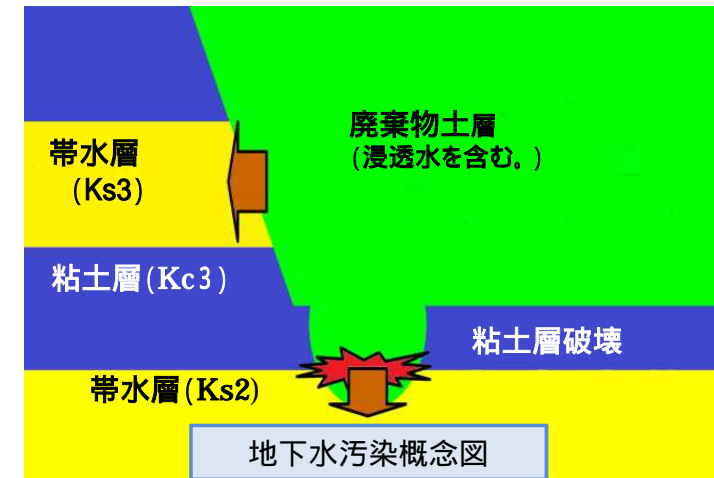 廃棄物土層
(浸透水を含む。)
帯水層
(Ks3)
粘土層(Kc3)
粘土層破壊
帯水層(Ks2)
地下水汚染概念図